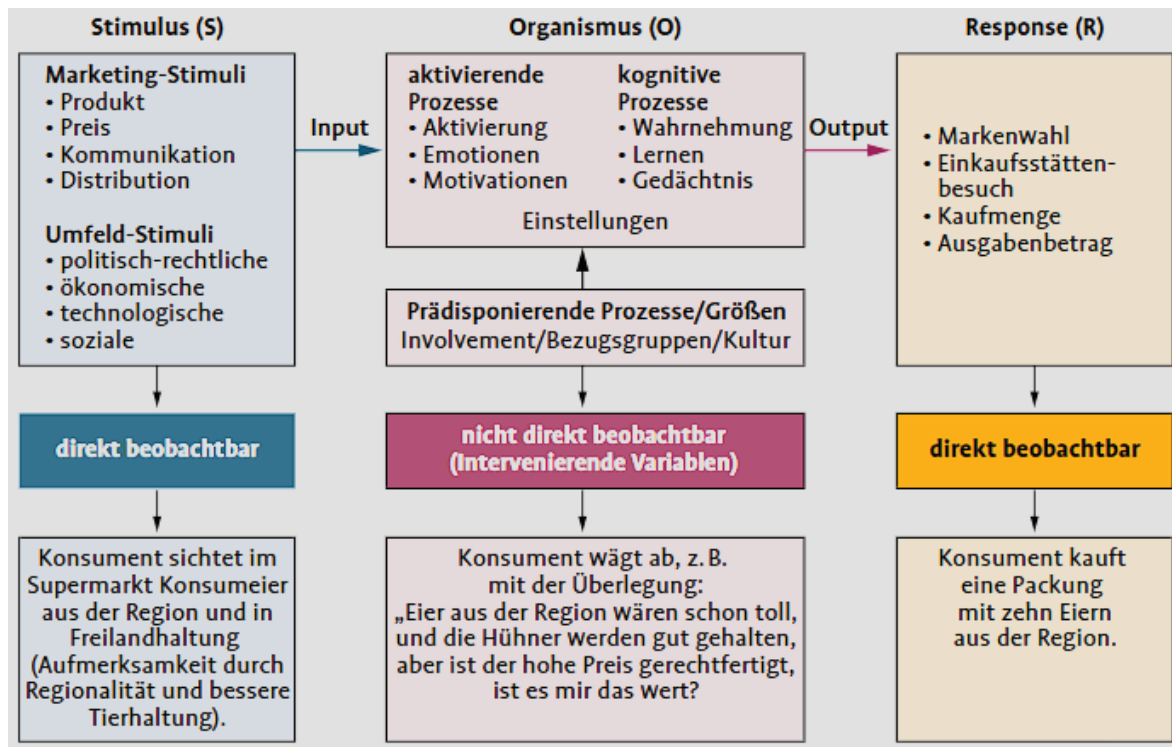 Stimulus (S)
Organismus (O)
Response (R)
Marketing-Stimuli
• Produkt
• Preis
• Kommunikation
• Distribution
Umfeld-Stimuli
• politisch-rechtliche
• ökonomische
• technologische
• soziale
Input
aktivierende
Prozesse
• Aktivierung
• Emotionen
• Motivationen
kognitive
Prozesse
• Wahrnehmung
• Lernen
• Gedächtnis
Einstellungen
Prädisponierende Prozesse/Größen
Involvement/Bezugsgruppen/Kultur
Output
• Markenwahl
• Einkaufsstätten-
besuch
• Kaufmenge
• Ausgabenbetrag
direkt beobachtbar
nicht direkt beobachtbar
(Intervenierende Variablen)
direkt beobachtbar
Konsument sichtet im
Supermarkt Konsumeier
aus der Region und in
Freilandhaltung
(Aufmerksamkeit durch
Regionalität und bessere
Tierhaltung).
Konsument wägt ab, z. B.
mit der Überlegung:
„Eier aus der Region wären schon toll,
und die Hühner werden gut gehalten,
aber ist der hohe Preis gerechtfertigt,
ist es mir das wert?
Konsument kauft
eine Packung
mit zehn Eiern
aus der Region.